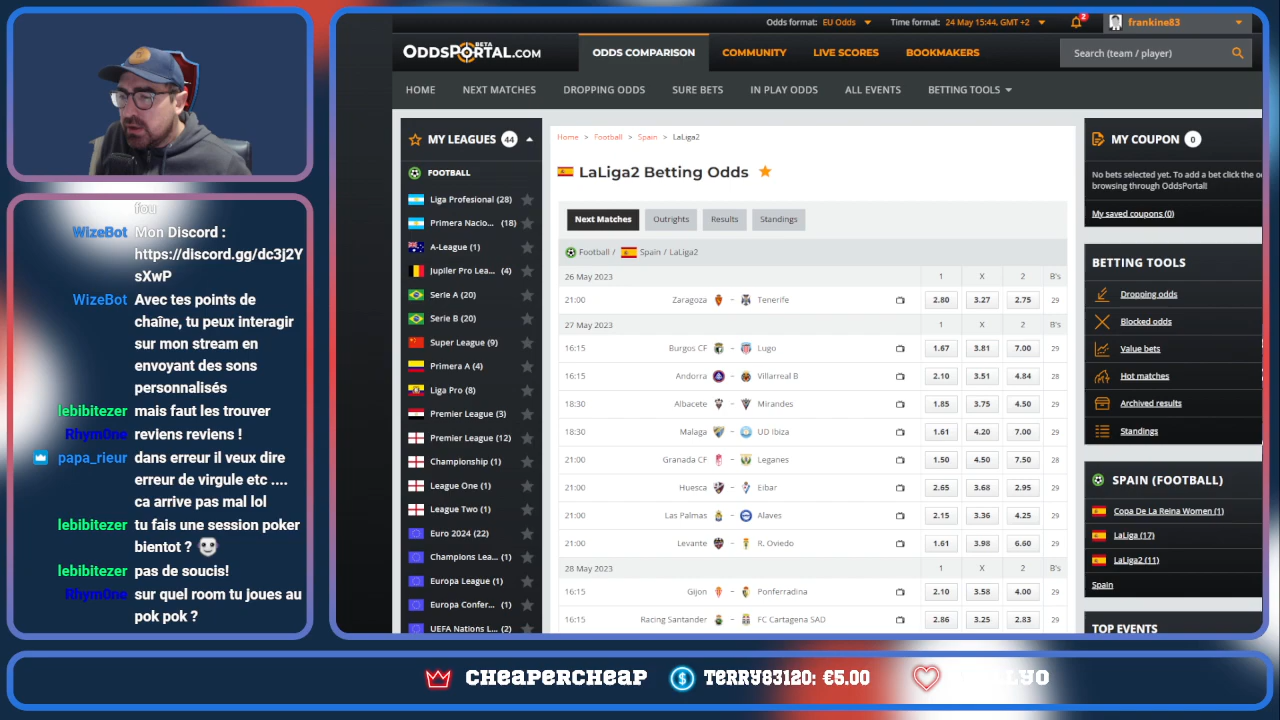 Odds format: EU Odds
Time format: 24 May 15:44, GMT +2
2
frankine83
ODDSPORTAL.COM
BETA
ODDS COMPARISON
COMMUNITY
LIVE SCORES
BOOKMAKERS
Search (team / player)
HOME
NEXT MATCHES
DROPPING ODDS
SURE BETS
IN PLAY ODDS
ALL EVENTS
BETTING TOOLS
MY LEAGUES 44
FOOTBALL
Liga Profesional (28)
Primera Nacio... (18)
A-League (1)
Jupiler Pro Lea... (4)
Serie A (20)
Serie B (20)
Super League (9)
Primera A (4)
Liga Pro (8)
Premier League (3)
Premier League (12)
Championship (1)
League One (1)
League Two (1)
Euro 2024 (22)
Champions Lea... (1)
Europa League (1)
Europa Confer... (1)
UEFA Nations L... (2)
Home > Football > Spain > LaLiga2
LaLiga2 Betting Odds
Next Matches
Outrights
Results
Standings
Football / Spain / LaLiga2
26 May 2023 1 X 2 B's
21:00 Zaragoza - Tenerife 2.80 3.27 2.75 29
27 May 2023 1 X 2 B's
16:15 Burgos CF - Lugo 1.67 3.81 7.00 29
16:15 Andorra - Villarreal B 2.10 3.51 4.84 28
18:30 Albacete - Mirandes 1.85 3.75 4.50 29
18:30 Malaga - UD Ibiza 1.61 4.20 7.00 29
21:00 Granada CF - Leganes 1.50 4.50 7.50 28
21:00 Huesca - Eibar 2.65 3.68 2.95 29
21:00 Las Palmas - Alaves 2.15 3.36 4.25 29
21:00 Levante - R. Oviedo 1.61 3.98 6.60 29
28 May 2023 1 X 2 B's
16:15 Gijon - Ponferradina 2.10 3.58 4.00 29
16:15 Racing Santander - FC Cartagena SAD 2.86 3.25 2.83 29
MY COUPON 0
No bets selected yet. To add a bet click the o
browsing through OddsPortal!
My saved coupons (0)
BETTING TOOLS
Dropping odds
Blocked odds
Value bets
Hot matches
Archived results
Standings
SPAIN (FOOTBALL)
Copa De La Reina Women (1)
LaLiga (17)
LaLiga2 (11)
Spain
TOP EVENTS
fou
WizeBot Mon Discord :
https://discord.gg/dc3j2Y
sXwP
WizeBot Avec tes points de
chaîne, tu peux interagir
sur mon stream en
envoyant des sons
personnalisés
lebibitezer mais faut les trouver
Rhym0ne reviens reviens !
papa_rieur dans erreur il veux dire
erreur de virgule etc ....
ca arrive pas mal lol
lebibitezer tu fais une session poker
bientot ?
lebibitezer pas de soucis!
Rhym0ne sur quel room tu joues au
pok pok ?
CHEAPERCHEAP
TERRY83120: €5.00